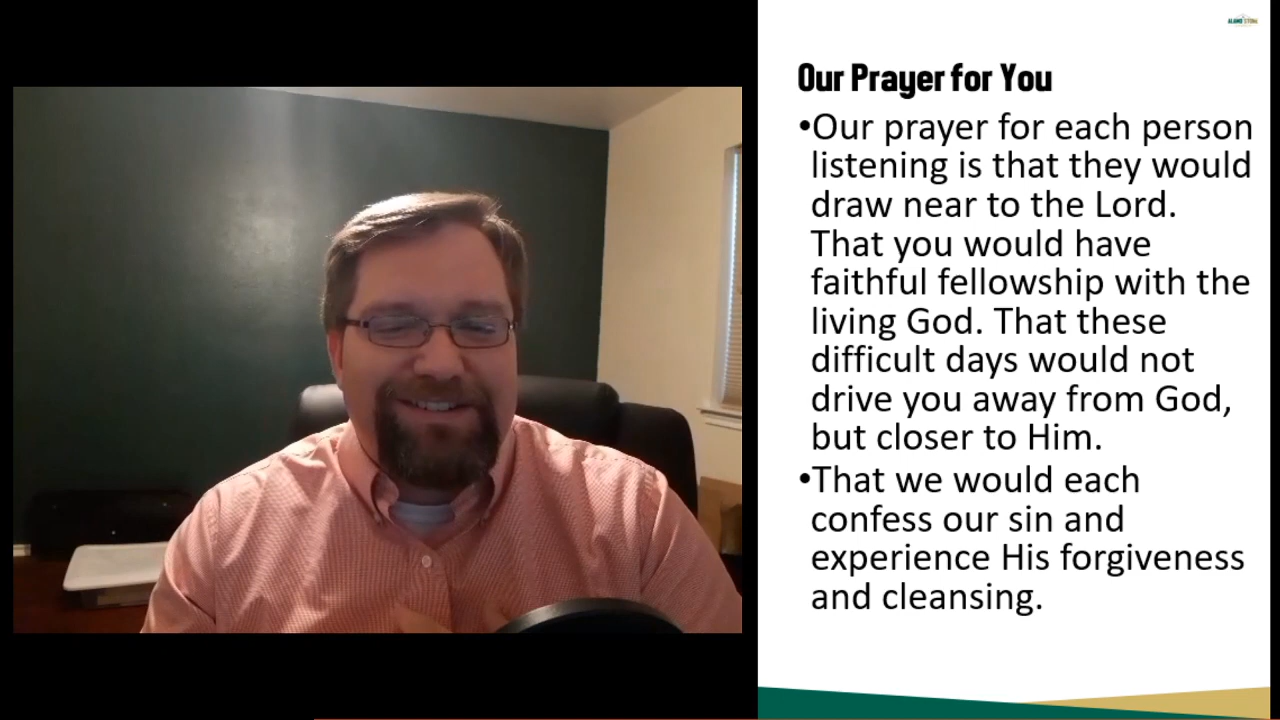 ALAMO STONE
Our Prayer for You
•Our prayer for each person
listening is that they would
draw near to the Lord.
That you would have
faithful fellowship with the
living God. That these
difficult days would not
drive you away from God,
but closer to Him.
•That we would each
confess our sin and
experience His forgiveness
and cleansing.